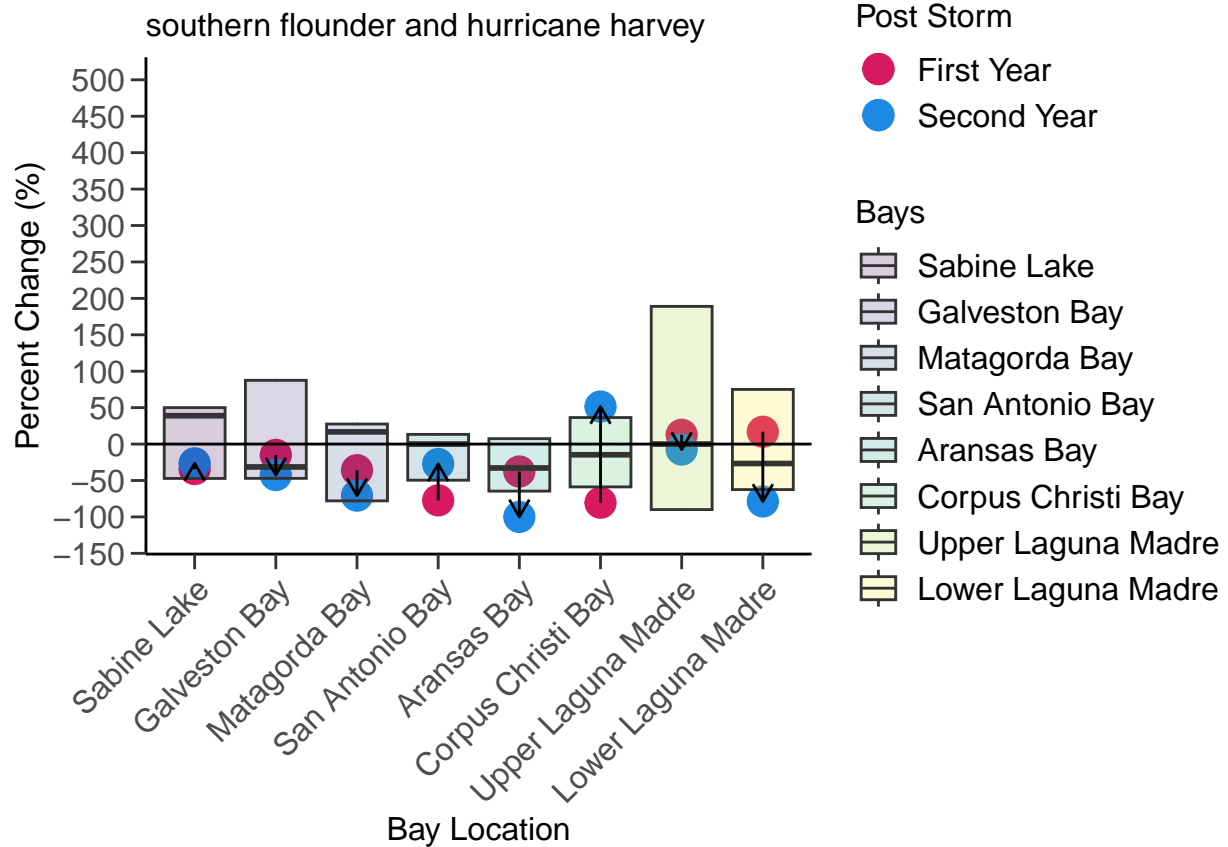 southern flounder and hurricane harvey
Percent Change (%)
500
450
400
350
300
250
200
150
100
50
0
−50
−100
−150
Sabine Lake
Galveston Bay
Matagorda Bay
San Antonio Bay
Aransas Bay
Corpus Christi Bay
Upper Laguna Madre
Lower Laguna Madre
Bay Location
Post Storm
First Year
Second Year
Bays
Sabine Lake
Galveston Bay
Matagorda Bay
San Antonio Bay
Aransas Bay
Corpus Christi Bay
Upper Laguna Madre
Lower Laguna Madre